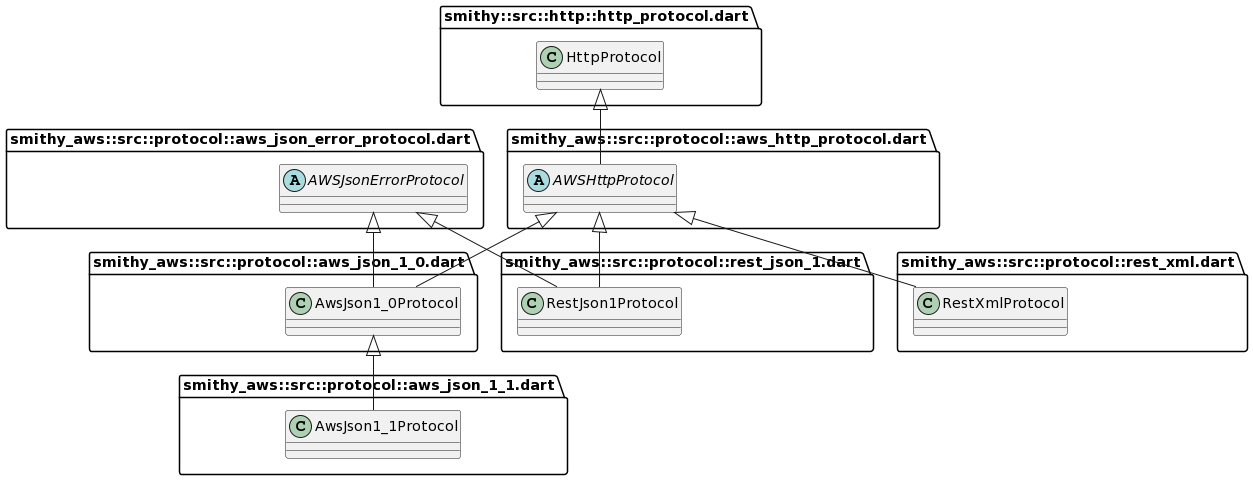 smithy::src::http::http_protocol.dart
C HttpProtocol
smithy_aws::src::protocol::aws_json_error_protocol.dart
A AWSJsonErrorProtocol
smithy_aws::src::protocol::aws_http_protocol.dart
A AWSHttpProtocol
smithy_aws::src::protocol::aws_json_1_0.dart
C AwsJson1_0Protocol
smithy_aws::src::protocol::rest_json_1.dart
C RestJson1Protocol
smithy_aws::src::protocol::rest_xml.dart
C RestXmlProtocol
smithy_aws::src::protocol::aws_json_1_1.dart
C AwsJson1_1Protocol